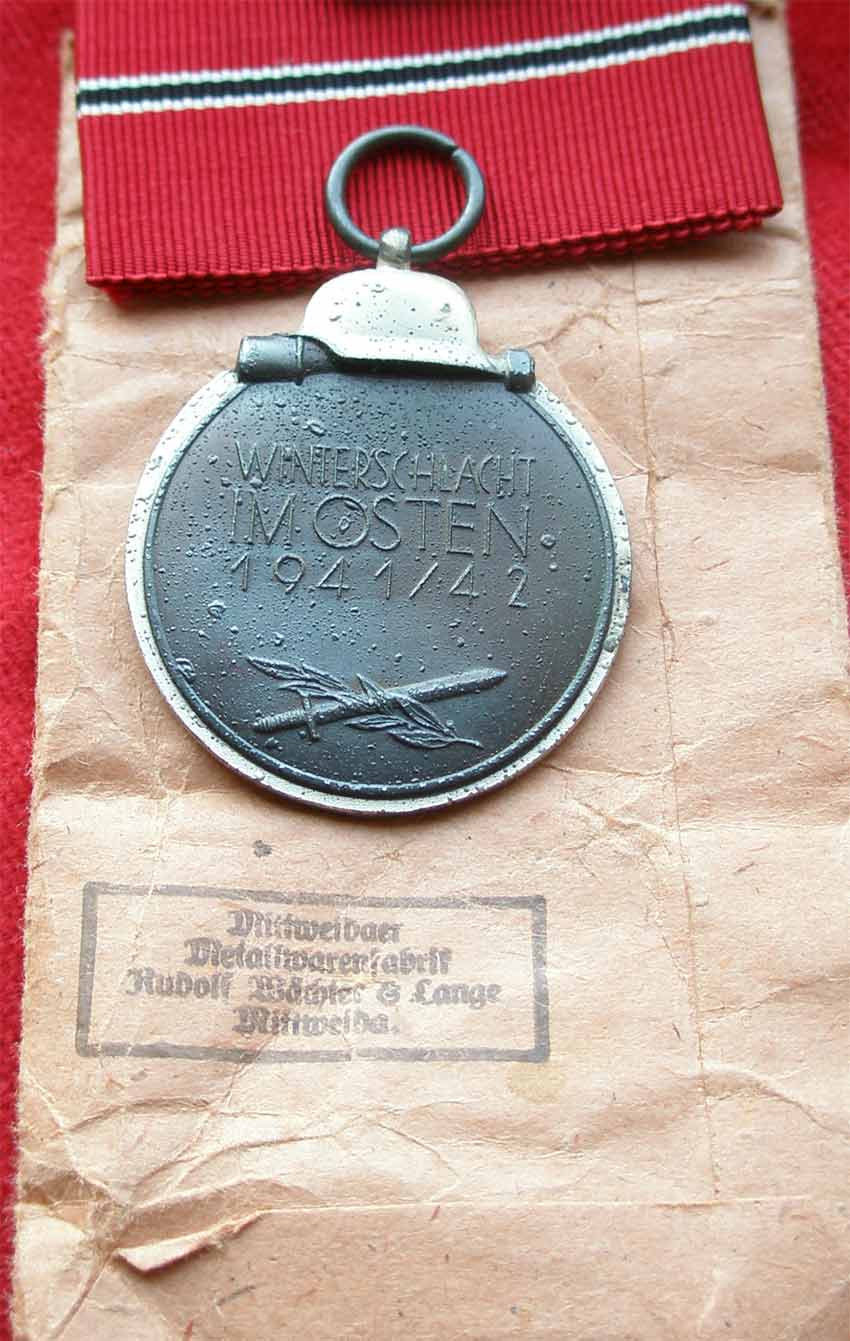 WINTERSCHLACHT
IM OSTEN
1941/42
Mittweidaer
Metallwarenfabrik
Rudolf Wächter & Lange
Mittweida.